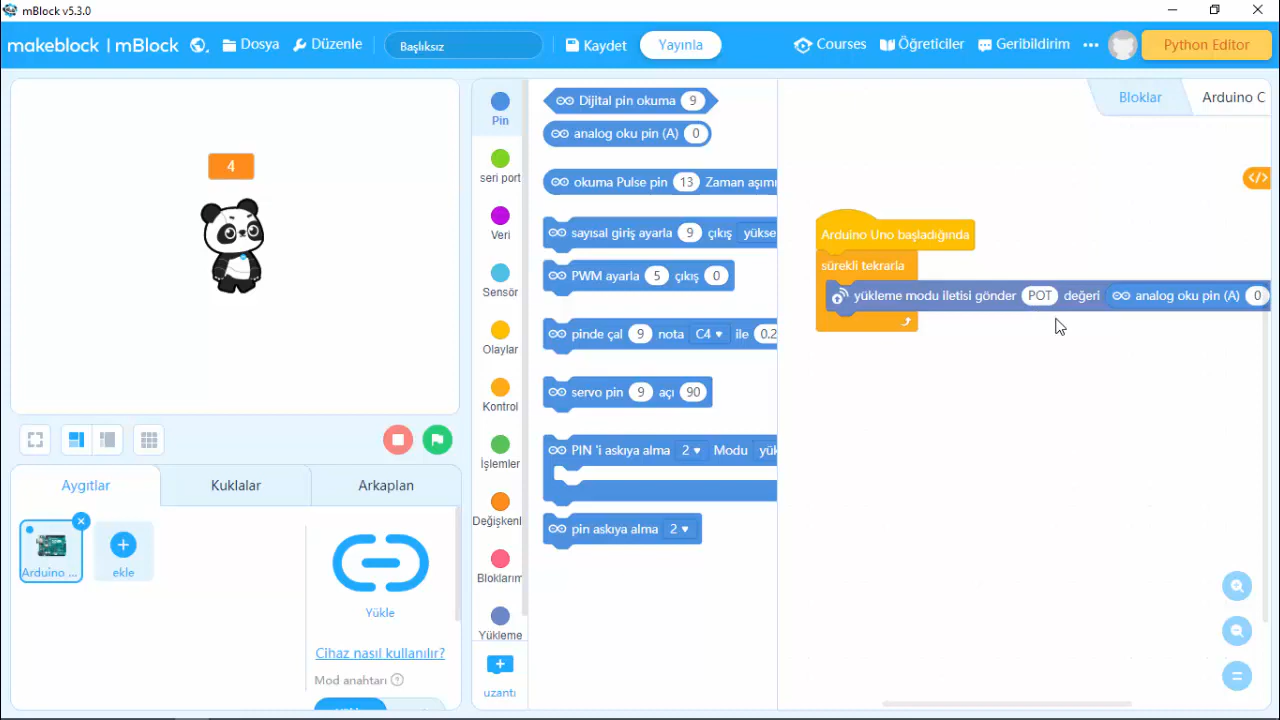 mBlock v5.3.0
makeblock | mBlock
Dosya
Düzenle
Başlıksız
Kaydet
Yayınla
Courses
Öğreticiler
Geribildirim
Python Editor
4
Pin
seri port
Veri
Sensör
Olaylar
Kontrol
İşlemler
Değişkenl
Bloklarım
Yükleme
uzantı
Dijital pin okuma 9
analog oku pin (A) 0
okuma Pulse pin 13 Zaman aşımı
sayısal giriş ayarla 9 çıkış yükse
PWM ayarla 5 çıkış 0
pinde çal 9 nota C4 ile 0.2
servo pin 9 açı 90
PIN 'i askıya alma 2 Modu yük
pin askıya alma 2
Bloklar
Arduino C
Arduino Uno başladığında
sürekli tekrarla
yükleme modu iletisi gönder POT değeri analog oku pin (A) 0
Aygıtlar
Kuklalar
Arkaplan
Arduino ...
ekle
Yükle
Cihaz nasıl kullanılır?
Mod anahtarı ?